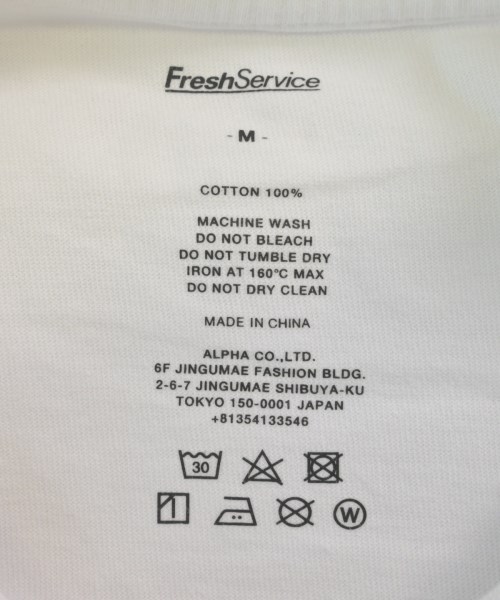 FreshService
- M -
COTTON 100%
MACHINE WASH
DO NOT BLEACH
DO NOT TUMBLE DRY
IRON AT 160°C MAX
DO NOT DRY CLEAN
MADE IN CHINA
ALPHA CO.,LTD.
6F JINGUMAE FASHION BLDG.
2-6-7 JINGUMAE SHIBUYA-KU
TOKYO 150-0001 JAPAN
+81354133546
30
W